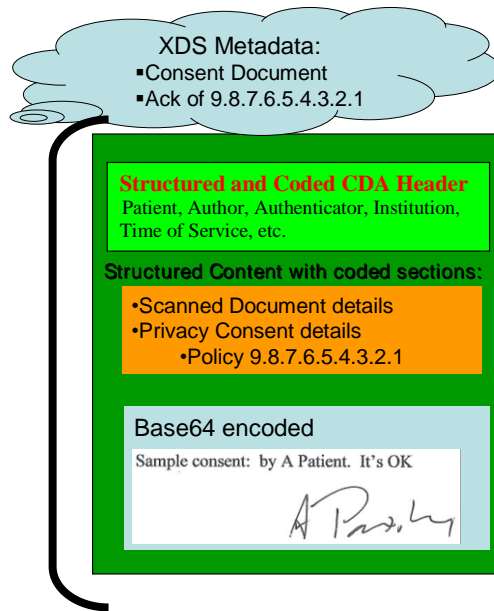 XDS Metadata:
▪Consent Document
▪Ack of 9.8.7.6.5.4.3.2.1
Structured and Coded CDA Header
Patient, Author, Authenticator, Institution,
Time of Service, etc.
Structured Content with coded sections:
•Scanned Document details
•Privacy Consent details
•Policy 9.8.7.6.5.4.3.2.1
Base64 encoded
Sample consent: by A Patient. It's OK